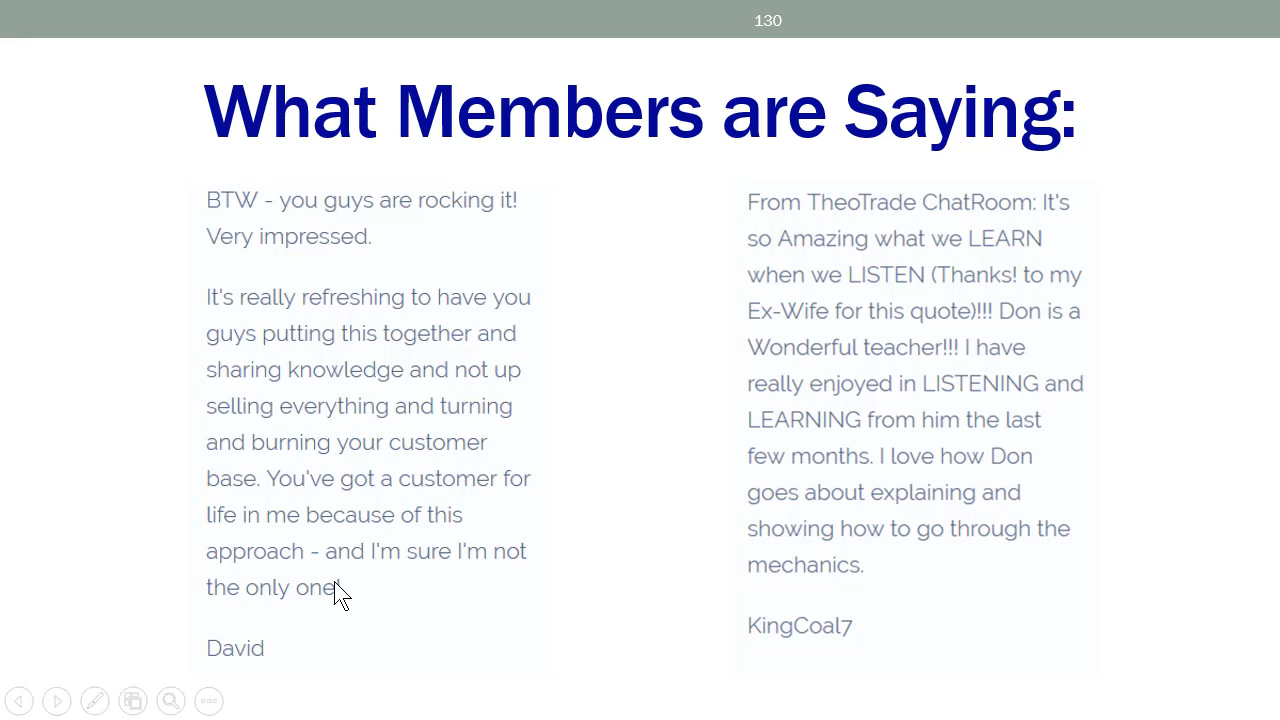 130
What Members are Saying:
BTW - you guys are rocking it!
Very impressed.
It's really refreshing to have you
guys putting this together and
sharing knowledge and not up
selling everything and turning
and burning your customer
base. You've got a customer for
life in me because of this
approach - and I'm sure I'm not
the only one!
David
From TheoTrade ChatRoom: It's
so Amazing what we LEARN
when we LISTEN (Thanks! to my
Ex-Wife for this quote)!!! Don is a
Wonderful teacher!!! I have
really enjoyed in LISTENING and
LEARNING from him the last
few months. I love how Don
goes about explaining and
showing how to go through the
mechanics.
KingCoal7